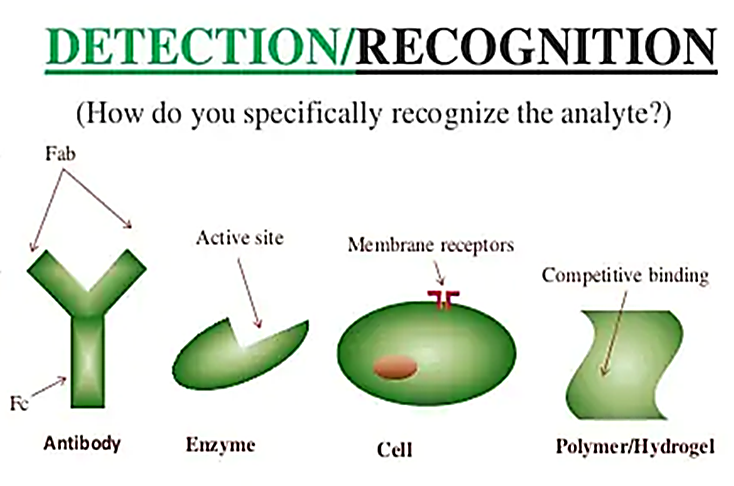 DETECTION/RECOGNITION
(How do you specifically recognize the analyte?)
Fab
Active site
Membrane receptors
Competitive binding
Fc
Antibody
Enzyme
Cell
Polymer/Hydrogel